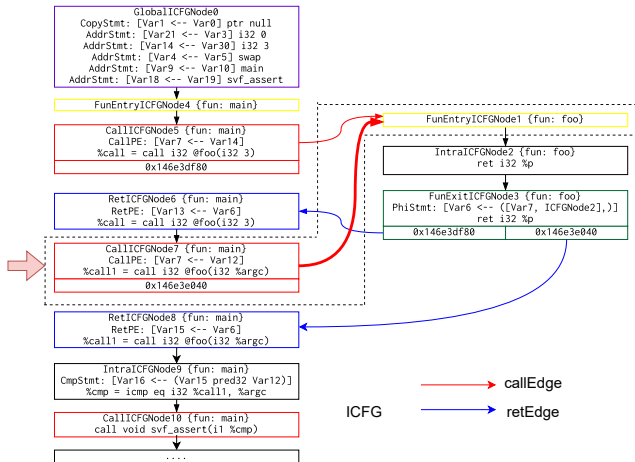 GlobalICFGNode0
CopyStmt: [Var1 <-- Var0] ptr null
AddrStmt: [Var21 <-- Var3] i32 0
AddrStmt: [Var14 <-- Var30] i32 3
AddrStmt: [Var4 <-- Var5] swap
AddrStmt: [Var9 <-- Var10] main
AddrStmt: [Var18 <-- Var19] svf_assert
FunEntryICFGNode4 {fun: main}
CallICFGNode5 {fun: main}
CallPE: [Var7 <-- Var14]
%call = call i32 @foo(i32 3)
0x146e3df80
RetICFGNode6 {fun: main}
RetPE: [Var13 <-- Var6]
%call = call i32 @foo(i32 3)
CallICFGNode7 {fun: main}
CallPE: [Var7 <-- Var12]
%call1 = call i32 @foo(i32 %argc)
0x146e3e040
RetICFGNode8 {fun: main}
RetPE: [Var15 <-- Var6]
%call1 = call i32 @foo(i32 %argc)
IntraICFGNode9 {fun: main}
CmpStmt: [Var16 <-- (Var15 pred32 Var12)]
%cmp = icmp eq i32 %call1, %argc
CallICFGNode10 {fun: main}
call void svf_assert(i1 %cmp)
....
FunEntryICFGNode1 {fun: foo}
IntraICFGNode2 {fun: foo}
ret i32 %p
FunExitICFGNode3 {fun: foo}
PhiStmt: [Var6 <-- ([Var7, ICFGNode2],)]
ret i32 %p
0x146e3df80 0x146e3e040
ICFG
callEdge
retEdge